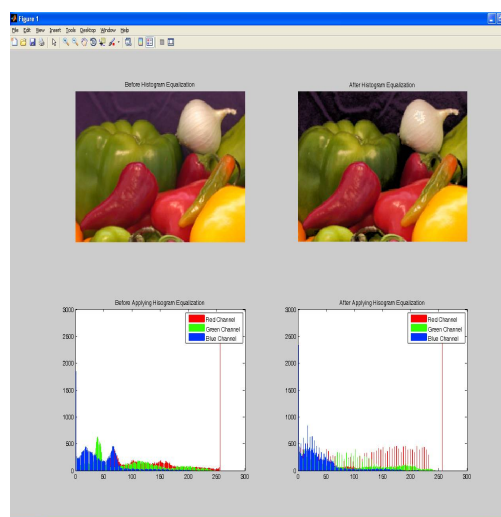 Figure 1
File Edit View Insert Tools Desktop Window Help
Before Histogram Equalization
After Histogram Equalization
Before Applying Hisogram Equalization
3000
2500
2000
1500
1000
500
0
0 50 100 150 200 250 300
Red Channel
Green Channel
Blue Channel
After Applying Hisogram Equalization
3000
2500
2000
1500
1000
500
0
0 50 100 150 200 250 300
Red Channel
Green Channel
Blue Channel